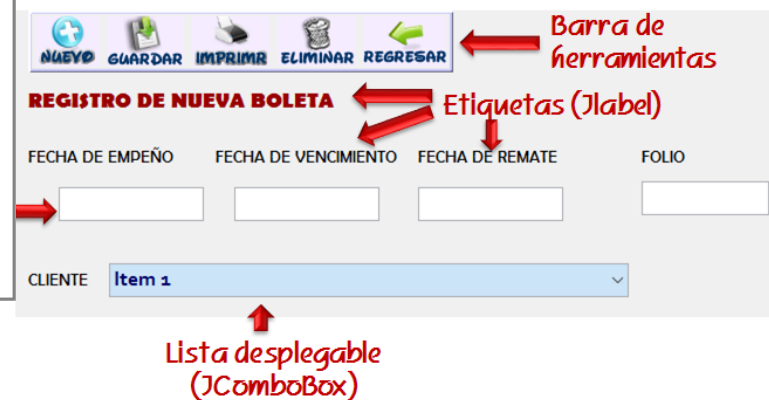 NUEVO GUARDAR IMPRIMIR ELIMINAR REGRESAR
Barra de
herramientas
REGISTRO DE NUEVA BOLETA
Etiquetas (Jlabel)
FECHA DE EMPEÑO FECHA DE VENCIMIENTO FECHA DE REMATE FOLIO
CLIENTE Item 1
Lista desplegable
(JComboBox)